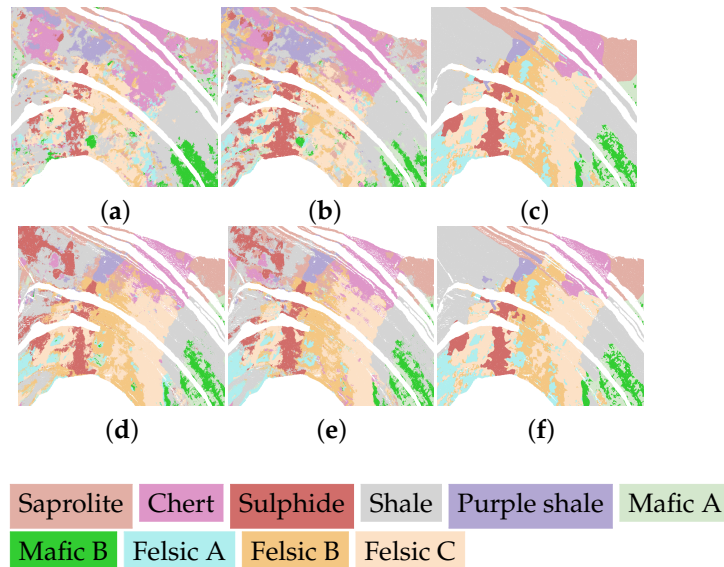 (a) (b) (c)
(d) (e) (f)
Saprolite Chert Sulphide Shale Purple shale Mafic A
Mafic B Felsic A Felsic B Felsic C